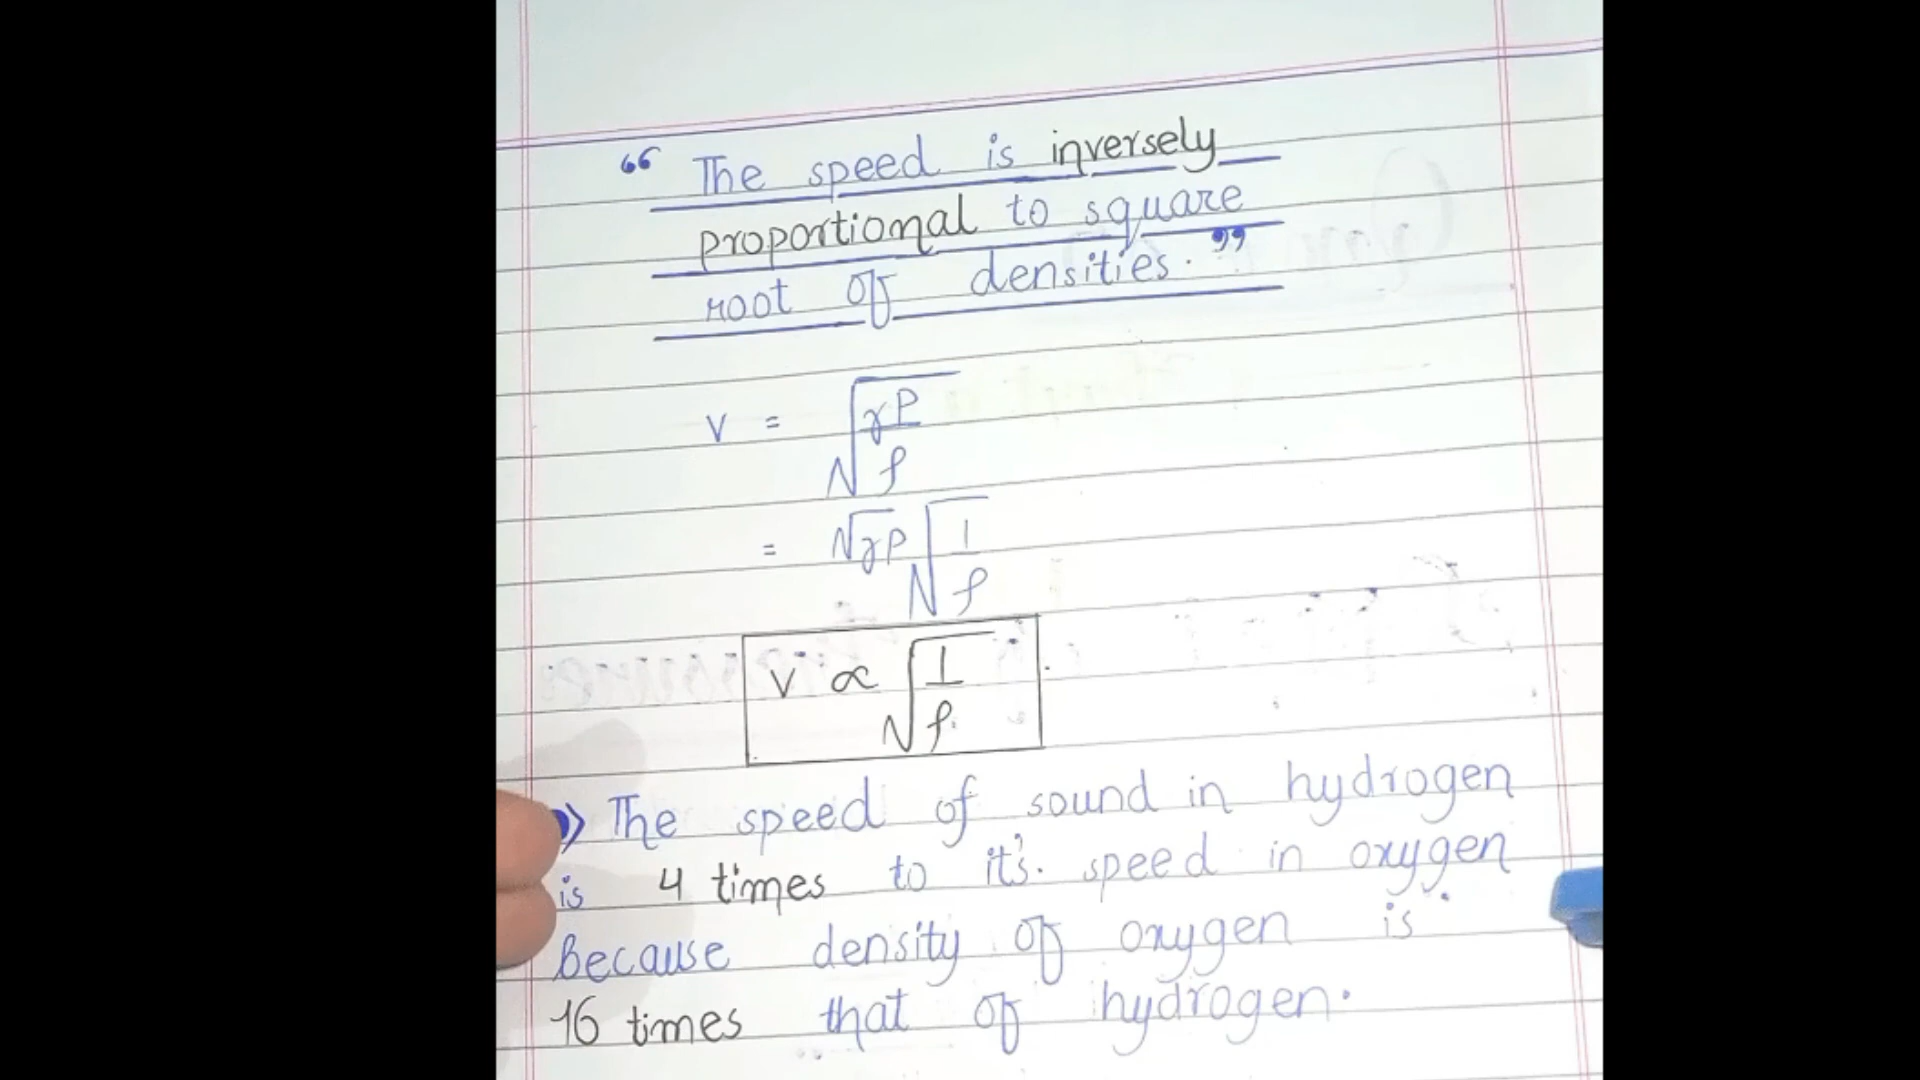 “ The speed is inversely
proportional to square
root of densities. ”
v = √γP/ρ
= √γP √1/ρ
v ∝ √1/ρ
The speed of sound in hydrogen
is 4 times to it's. speed in oxygen
because density of oxygen is
16 times that of hydrogen.